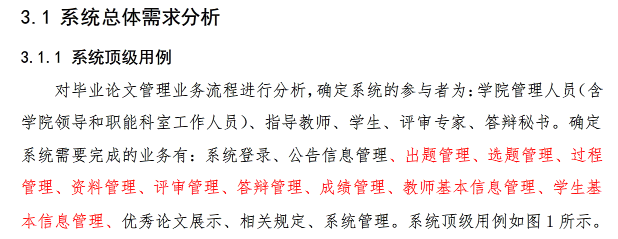 3.1 系统总体需求分析
3.1.1 系统顶级用例
对毕业论文管理业务流程进行分析,确定系统的参与者为:学院管理人员(含
学院领导和职能科室工作人员)、指导教师、学生、评审专家、答辩秘书。确定
系统需要完成的业务有:系统登录、公告信息管理、出题管理、选题管理、过程
管理、资料管理、评审管理、答辩管理、成绩管理、教师基本信息管理、学生基
本信息管理、优秀论文展示、相关规定、系统管理。系统顶级用例如图 1 所示。